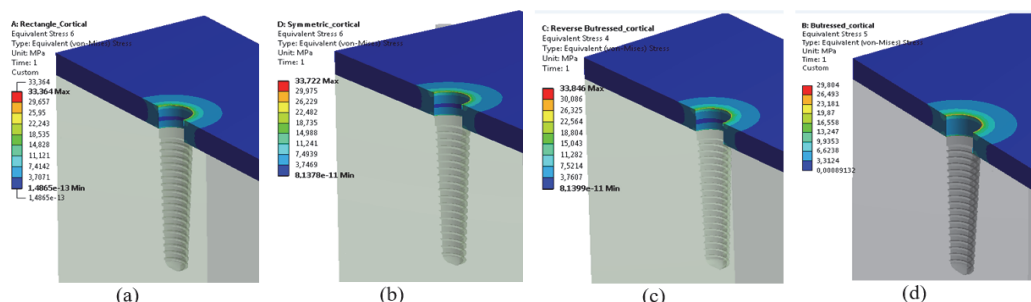 A: Rectangle_Cortical
Equivalent Stress 6
Type: Equivalent (von-Mises) Stress
Unit: MPa
Time: 1
Custom
33,364
33,364 Max
29,657
25,95
22,243
18,535
14,828
11,121
7,4142
3,7071
1,4865e-13 Min
1,4865e-13
(a)
D: Symmetric_cortical
Equivalent Stress 6
Type: Equivalent (von-Mises) Stress
Unit: MPa
Time: 1
33,722 Max
29,975
26,229
22,482
18,735
14,988
11,241
7,4939
3,7469
8,1378e-11 Min
(b)
C: Reverse Butressed_cortical
Equivalent Stress 4
Type: Equivalent (von-Mises) Stress
Unit: MPa
Time: 1
33,846 Max
30,086
26,325
22,564
18,804
15,043
11,282
7,5214
3,7607
8,1399e-11 Min
(c)
B: Butressed_cortical
Equivalent Stress 5
Type: Equivalent (von-Mises) Stress
Unit: MPa
Time: 1
Custom
29,804
26,493
23,181
19,87
16,558
13,247
9,9353
6,6238
3,3124
0,00089132
(d)